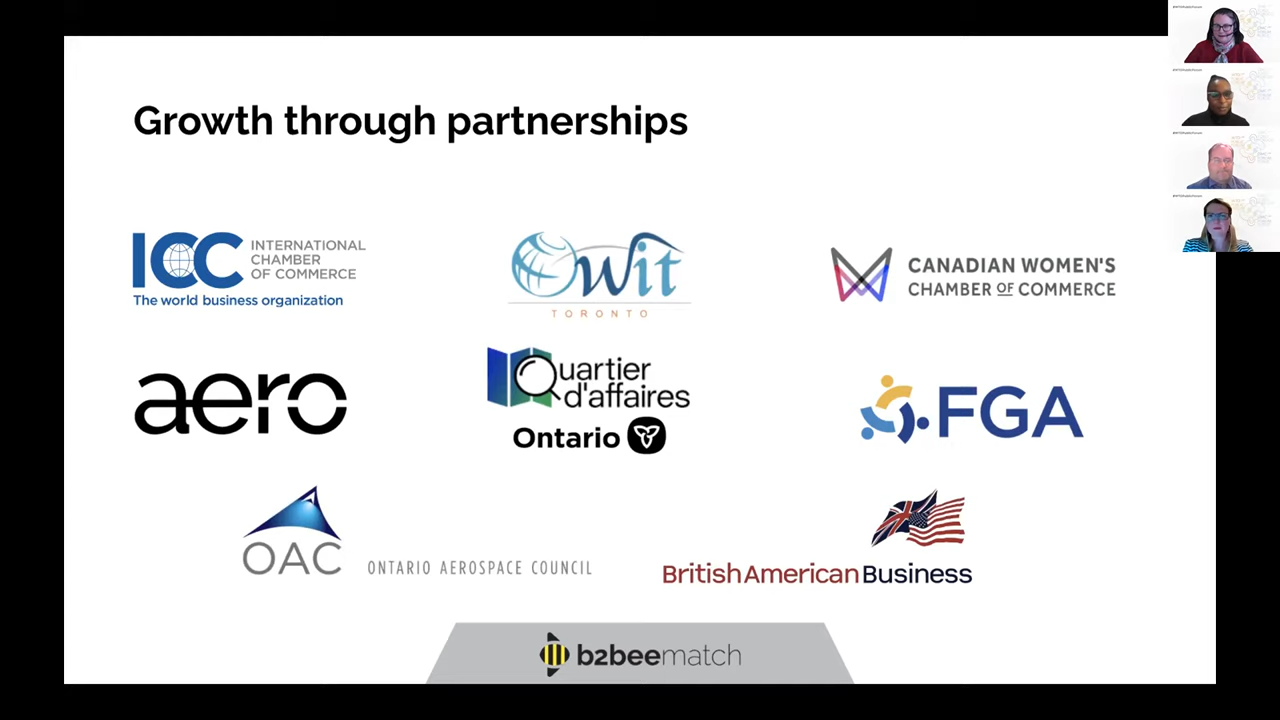 Growth through partnerships
ICC INTERNATIONAL
CHAMBER
OF COMMERCE
The world business organization
Owit
TORONTO
CANADIAN WOMEN'S
CHAMBER OF COMMERCE
aero
Quartier
d'affaires
Ontario
FGA
OAC ONTARIO AEROSPACE COUNCIL
BritishAmericanBusiness
b2beematch